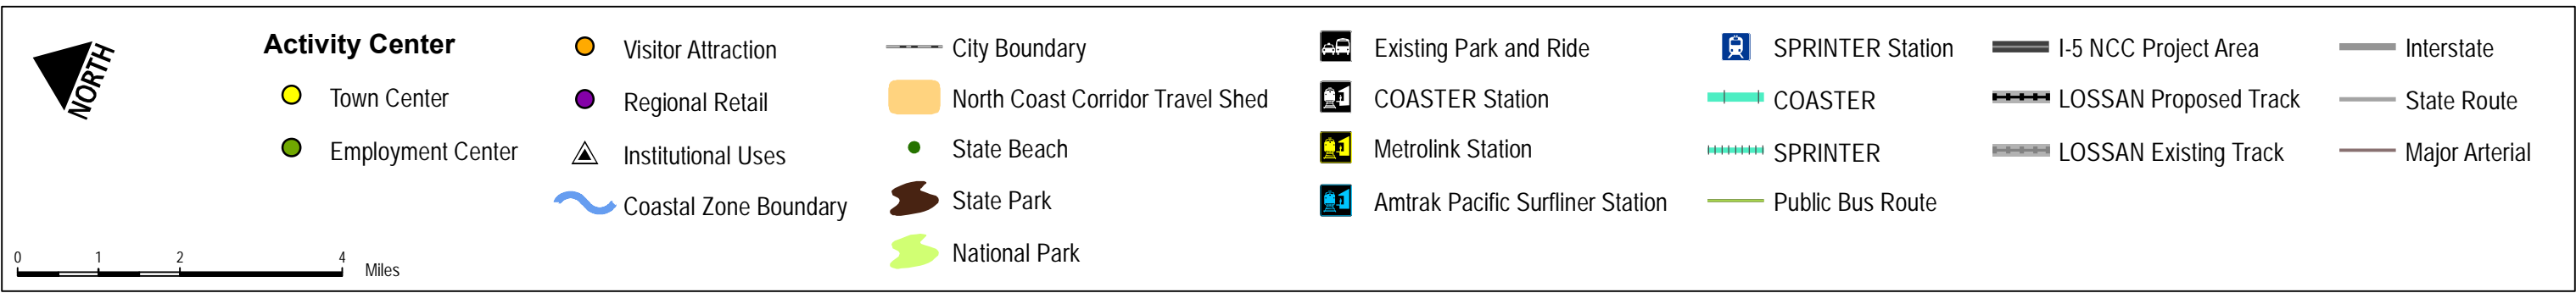 NORTH
0 1 2 4 Miles
Activity Center
Town Center
Employment Center
Visitor Attraction
Regional Retail
Institutional Uses
Coastal Zone Boundary
City Boundary
North Coast Corridor Travel Shed
State Beach
State Park
National Park
Existing Park and Ride
COASTER Station
Metrolink Station
Amtrak Pacific Surfliner Station
SPRINTER Station
COASTER
SPRINTER
Public Bus Route
I-5 NCC Project Area
LOSSAN Proposed Track
LOSSAN Existing Track
Interstate
State Route
Major Arterial